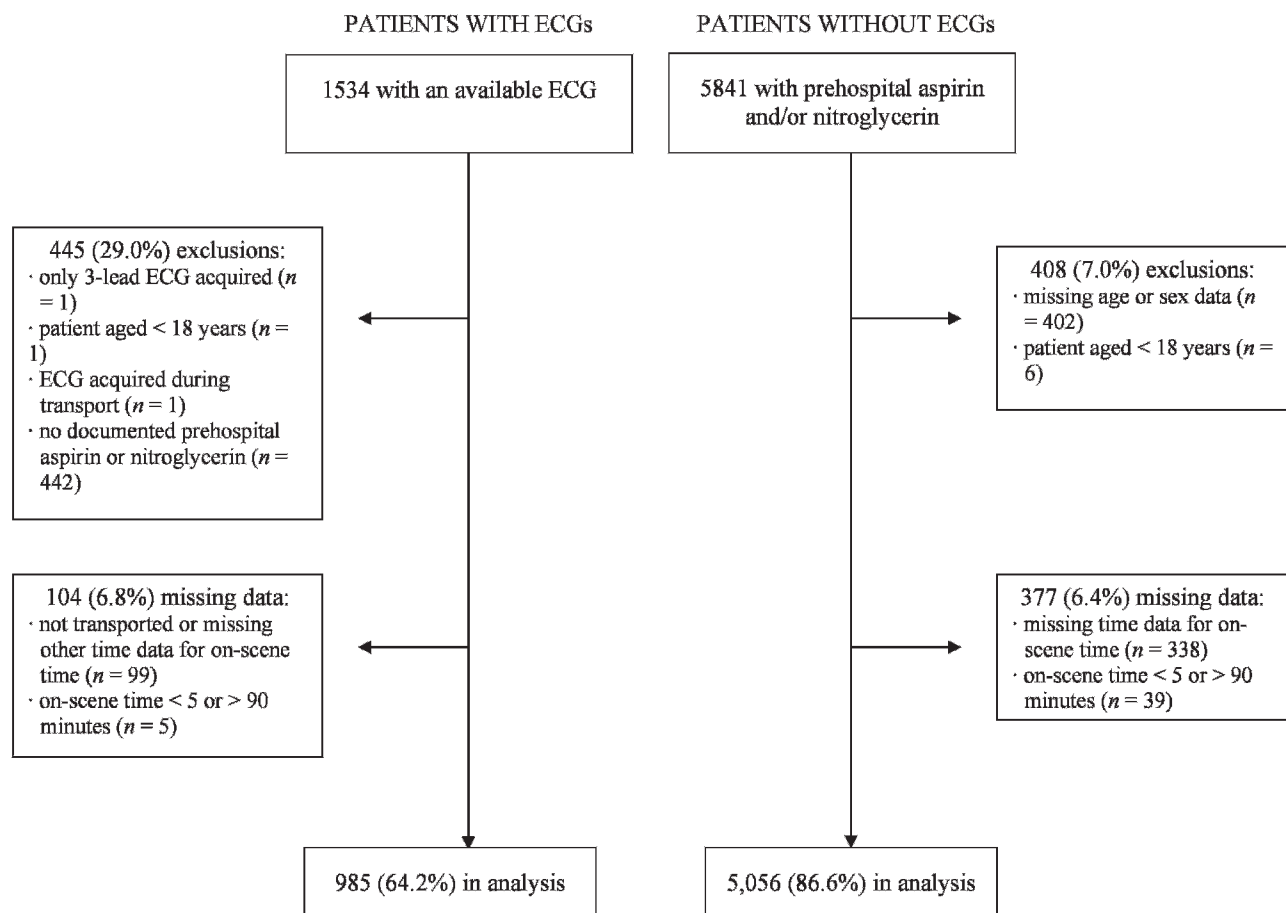 PATIENTS WITH ECGs
PATIENTS WITHOUT ECGs
1534 with an available ECG
5841 with prehospital aspirin
and/or nitroglycerin
445 (29.0%) exclusions:
· only 3-lead ECG acquired (n
= 1)
· patient aged < 18 years (n =
1)
· ECG acquired during
transport (n = 1)
· no documented prehospital
aspirin or nitroglycerin (n =
442)
408 (7.0%) exclusions:
· missing age or sex data (n
= 402)
· patient aged < 18 years (n =
6)
104 (6.8%) missing data:
· not transported or missing
other time data for on-scene
time (n = 99)
· on-scene time < 5 or > 90
minutes (n = 5)
377 (6.4%) missing data:
· missing time data for on-
scene time (n = 338)
· on-scene time < 5 or > 90
minutes (n = 39)
985 (64.2%) in analysis
5,056 (86.6%) in analysis